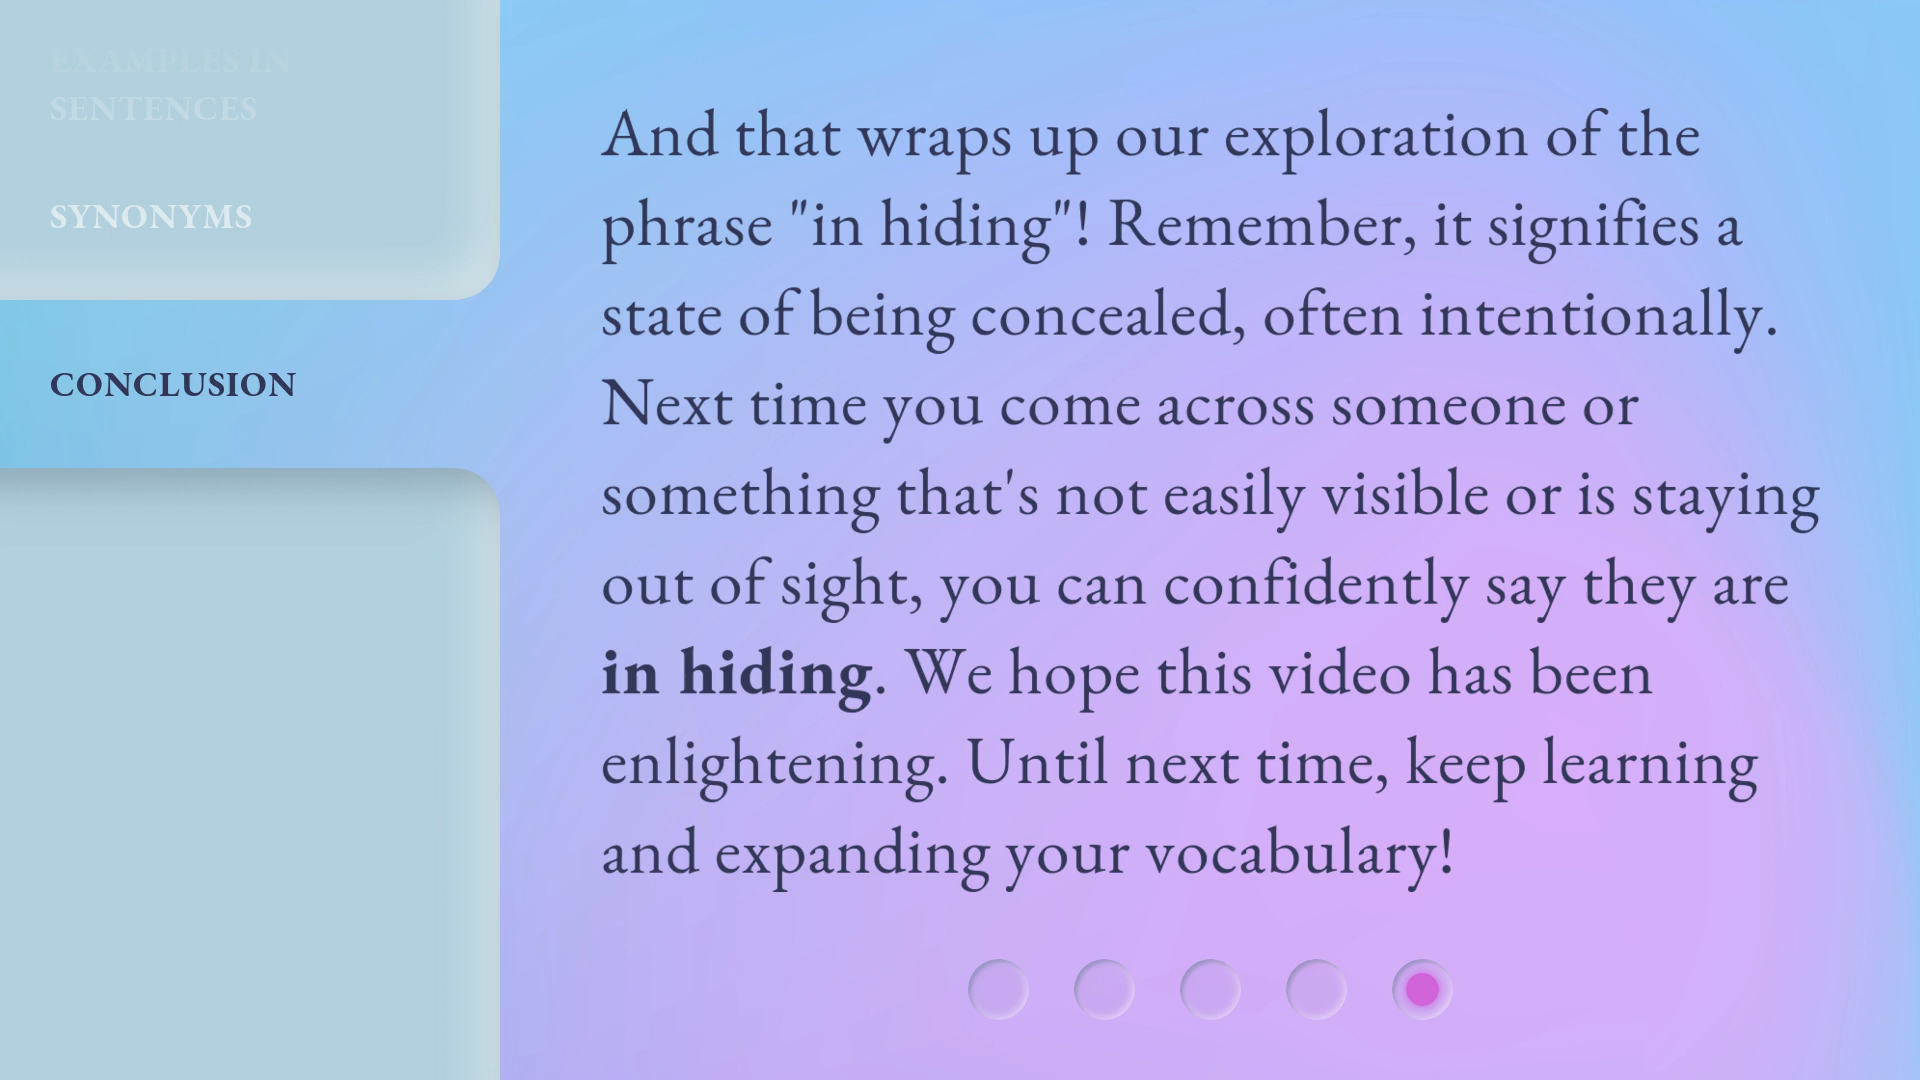 EXAMPLES IN
SENTENCES
SYNONYMS
CONCLUSION
And that wraps up our exploration of the
phrase "in hiding"! Remember, it signifies a
state of being concealed, often intentionally.
Next time you come across someone or
something that's not easily visible or is staying
out of sight, you can confidently say they are
in hiding. We hope this video has been
enlightening. Until next time, keep learning
and expanding your vocabulary!